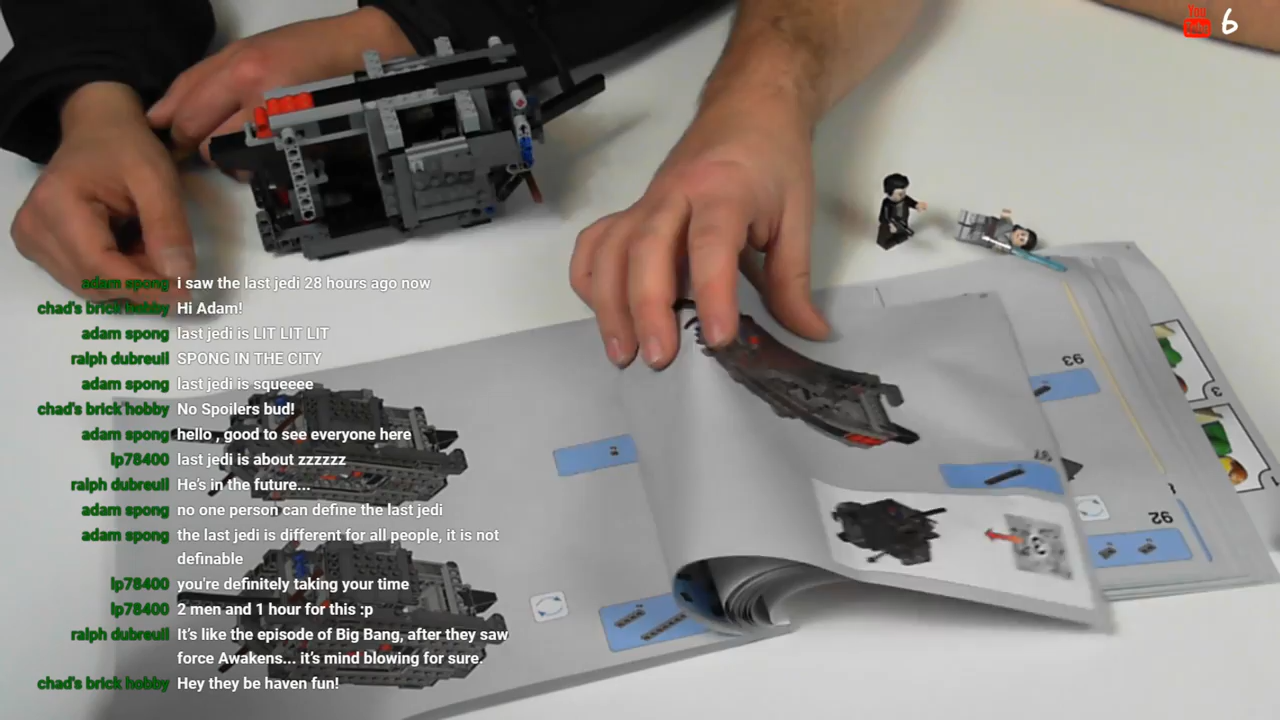 You
Tube 6
adam spong i saw the last jedi 28 hours ago now
chad's brick hobby Hi Adam!
adam spong last jedi is LIT LIT LIT
ralph dubreuil SPONG IN THE CITY
adam spong last jedi is squeeee
chad's brick hobby No Spoilers bud!
adam spong hello , good to see everyone here
lp78400 last jedi is about zzzzzz
ralph dubreuil He's in the future...
adam spong no one person can define the last jedi
adam spong the last jedi is different for all people, it is not
definable
lp78400 you're definitely taking your time
lp78400 2 men and 1 hour for this :p
ralph dubreuil It's like the episode of Big Bang, after they saw
force Awakens... it's mind blowing for sure.
chad's brick hobby Hey they be haven fun!
93
92